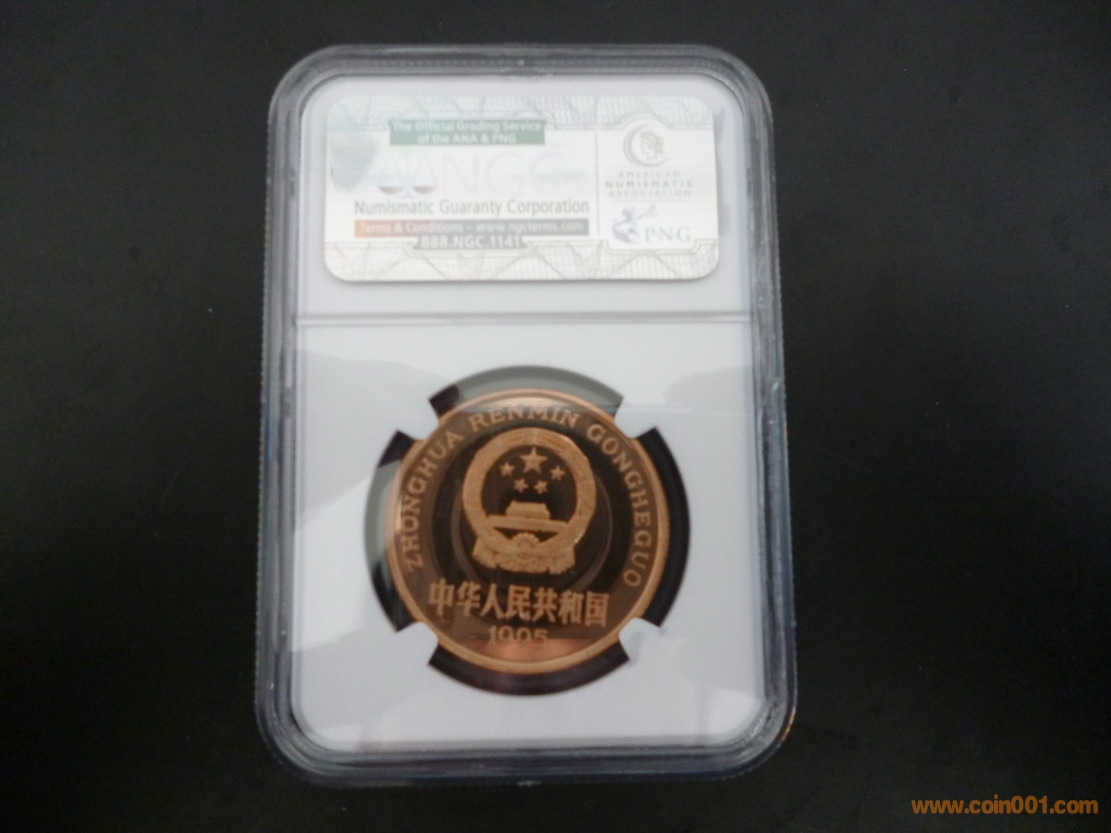 The Official Grading Service
of the ANA & PNG
NGC
Numismatic Guaranty Corporation
Terms & Conditions – www.ngcterms.com
888.NGC.1141
AMERICAN
NUMISMATIC
ASSOCIATION
PNG
ZHONGHUA RENMIN GONGHEGUO
中华人民共和国
1995
www.coin001.com